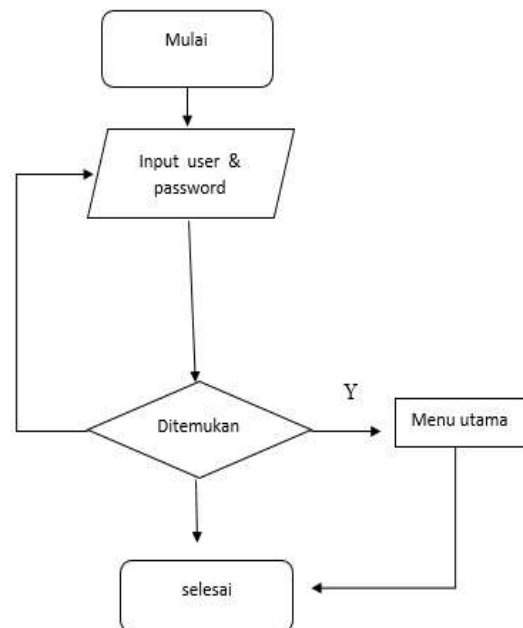 Mulai
Input user &
password
Ditemukan
Y
Menu utama
selesai